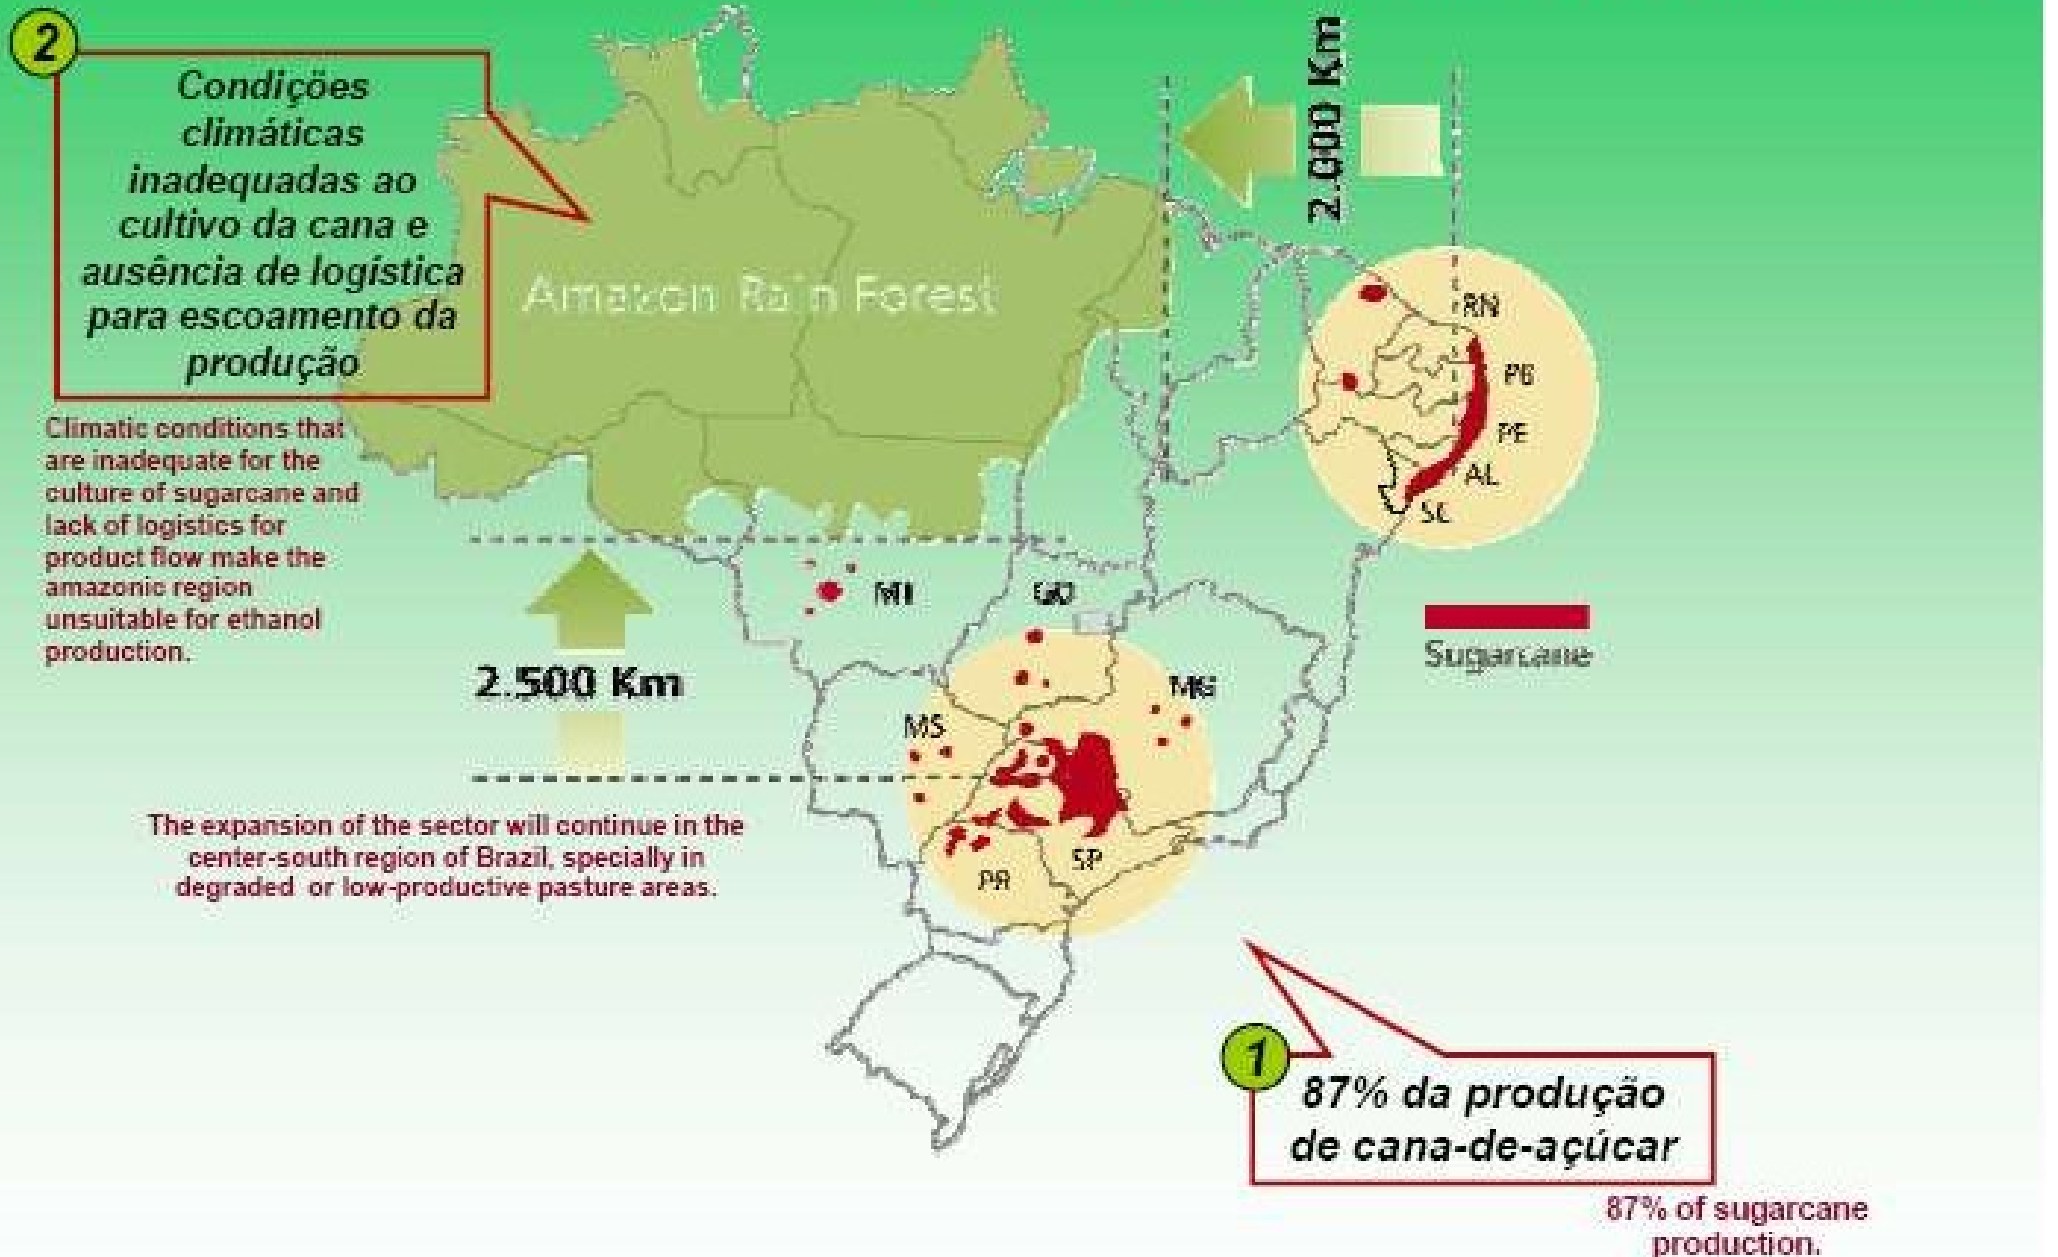 2
Condições
climáticas
inadequadas ao
cultivo da cana e
ausência de logística
para escoamento da
produção
Climatic conditions that
are inadequate for the
culture of sugarcane and
lack of logistics for
product flow make the
amazonic region
unsuitable for ethanol
production.
Amazon Rain Forest
2.000 Km
RN
PB
PE
AL
SE
Sugarcane
MT
GO
2.500 Km
MS
MG
SP
PR
The expansion of the sector will continue in the
center-south region of Brazil, specially in
degraded or low-productive pasture areas.
1
87% da produção
de cana-de-açúcar
87% of sugarcane
production.